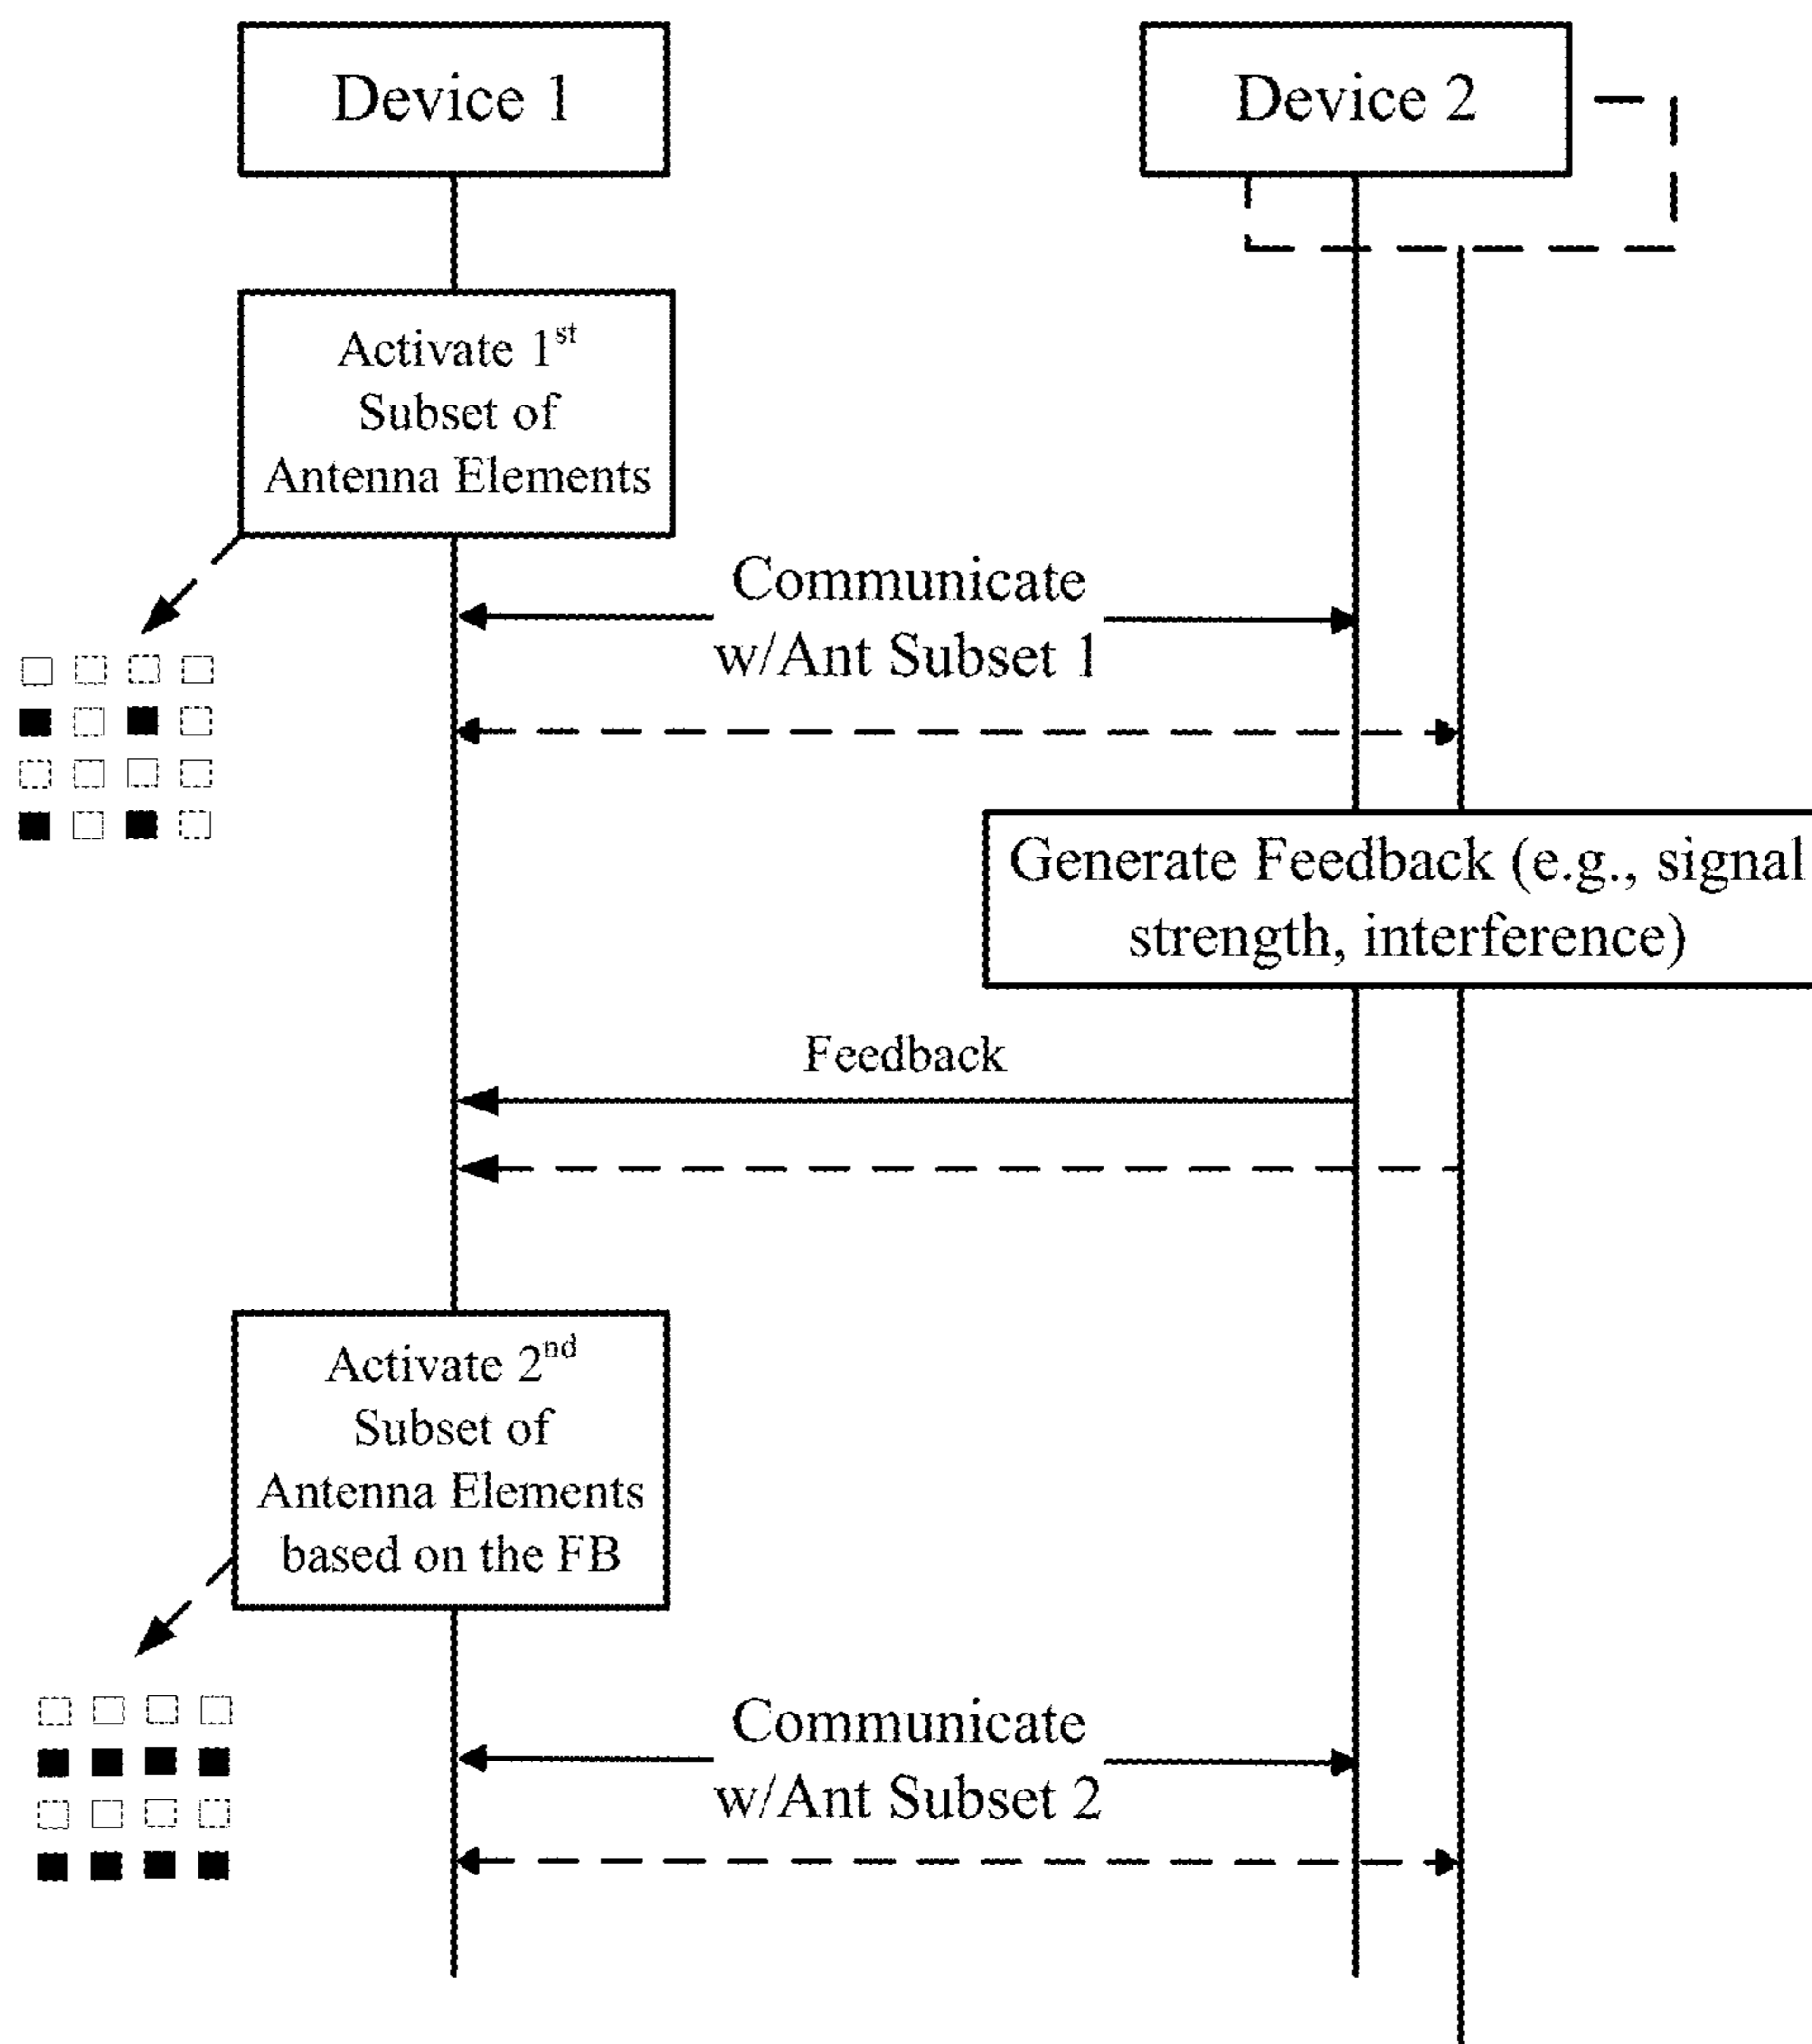 Device 1
Device 2
Activate 1st
Subset of
Antenna Elements
Communicate
w/Ant Subset 1
Generate Feedback (e.g., signal
strength, interference)
Feedback
Activate 2nd
Subset of
Antenna Elements
based on the FB
Communicate
w/Ant Subset 2